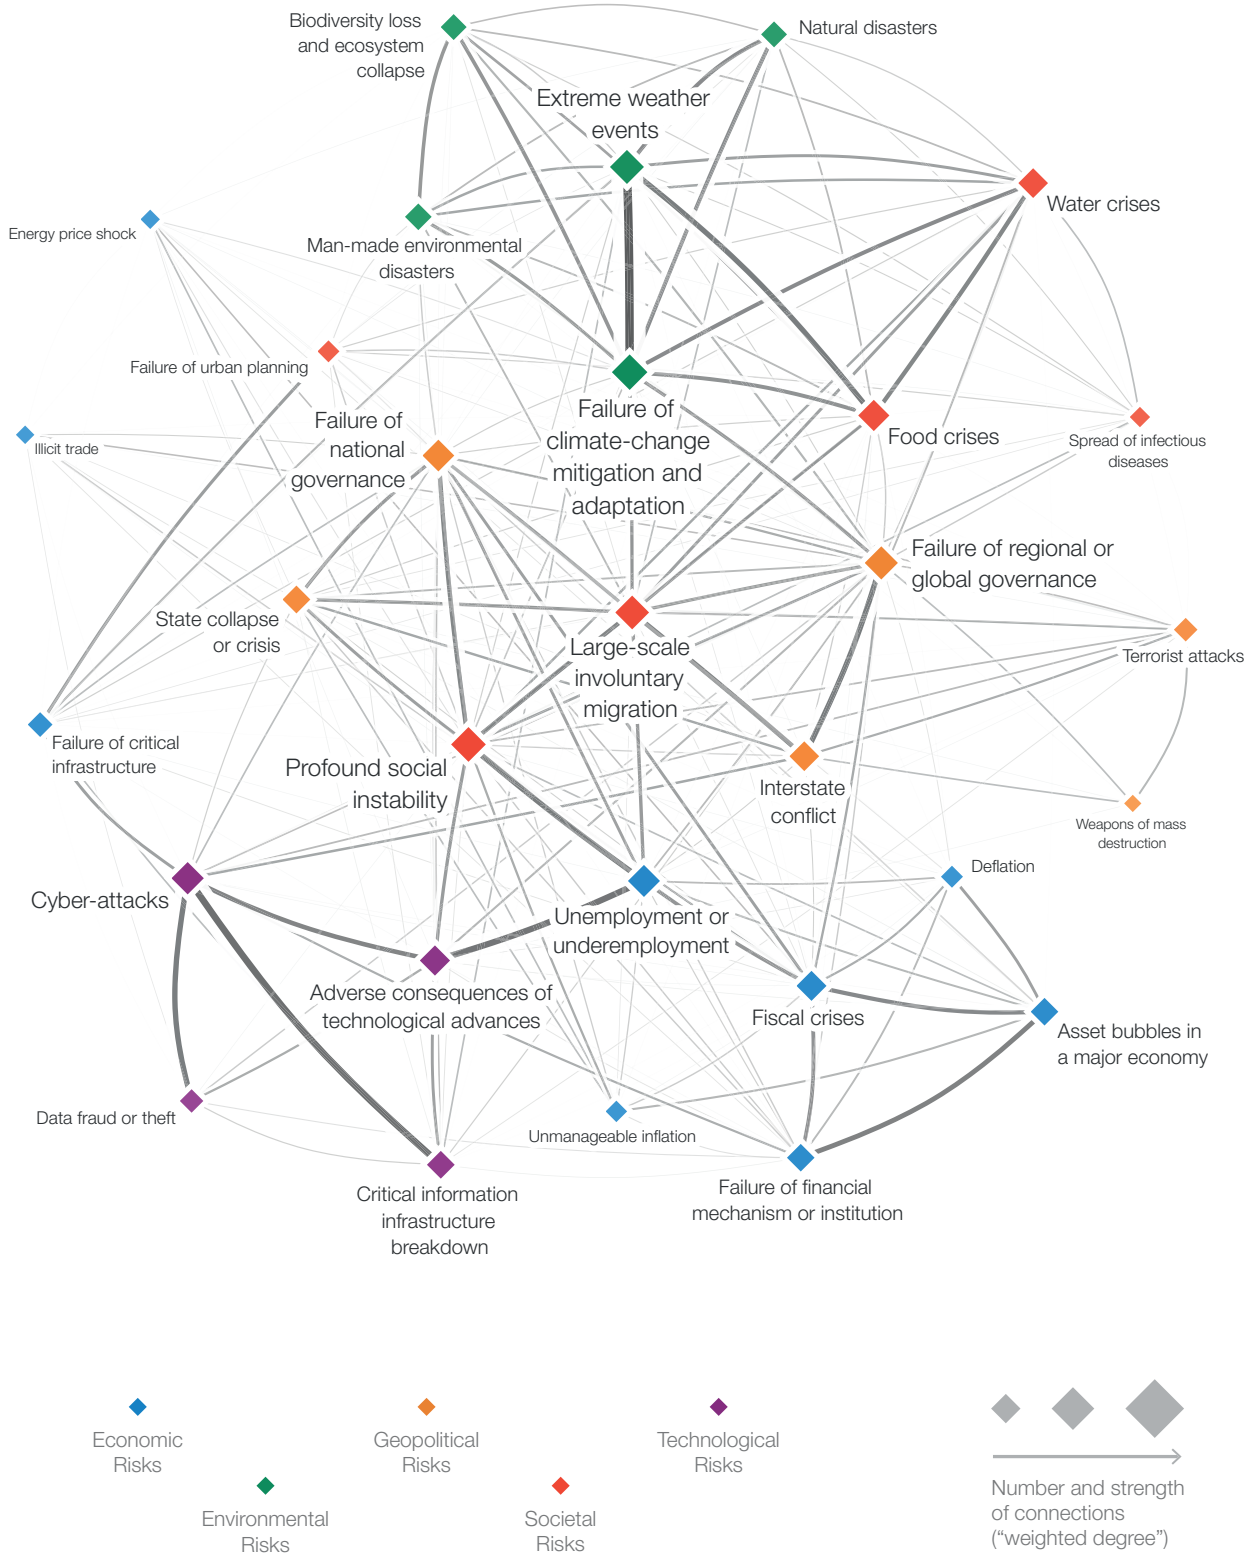 Biodiversity loss
and ecosystem
collapse
Natural disasters
Extreme weather
events
Water crises
Energy price shock
Man-made environmental
disasters
Failure of urban planning
Failure of
national
governance
Failure of
climate-change
mitigation and
adaptation
Food crises
Spread of infectious
diseases
Illicit trade
Failure of regional or
global governance
State collapse
or crisis
Large-scale
involuntary
migration
Terrorist attacks
Failure of critical
infrastructure
Profound social
instability
Interstate
conflict
Weapons of mass
destruction
Deflation
Cyber-attacks
Unemployment or
underemployment
Adverse consequences of
technological advances
Fiscal crises
Asset bubbles in
a major economy
Data fraud or theft
Unmanageable inflation
Critical information
infrastructure
breakdown
Failure of financial
mechanism or institution
Economic
Risks
Geopolitical
Risks
Technological
Risks
Environmental
Risks
Societal
Risks
Number and strength
of connections
(“weighted degree”)